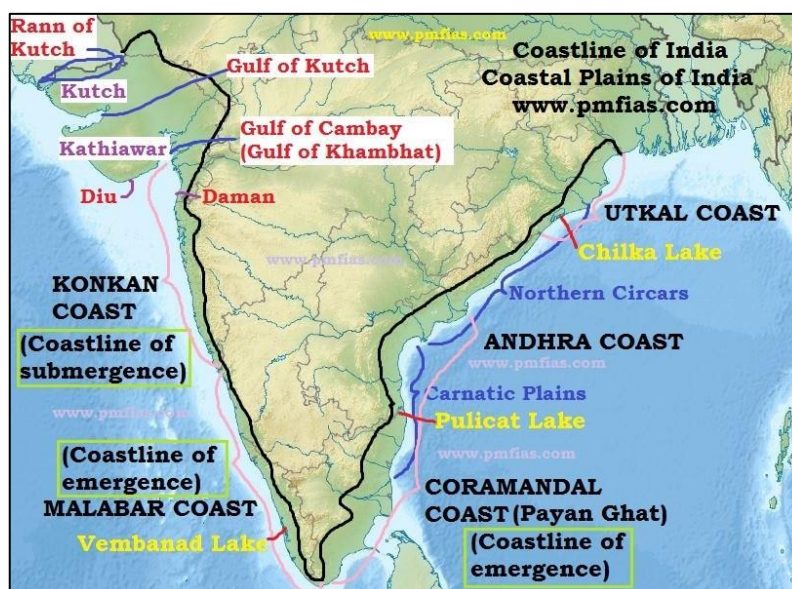 Rann of
Kutch
www.pmfias.com
Coastline of India
Coastal Plains of India
www.pmfias.com
Gulf of Kutch
Kutch
Gulf of Cambay
(Gulf of Khambhat)
Kathiawar
Diu
Daman
UTKAL COAST
Chilka Lake
www.pmfias.com
KONKAN
COAST
(Coastline of
submergence)
Northern Circars
ANDHRA COAST
www.pmfias.com
Carnatic Plains
Pulicat Lake
www.pmfias.com
www.pmfias.com
(Coastline of
emergence)
MALABAR COAST
Vembanad Lake
CORAMANDAL
COAST (Payan Ghat)
(Coastline of
emergence)